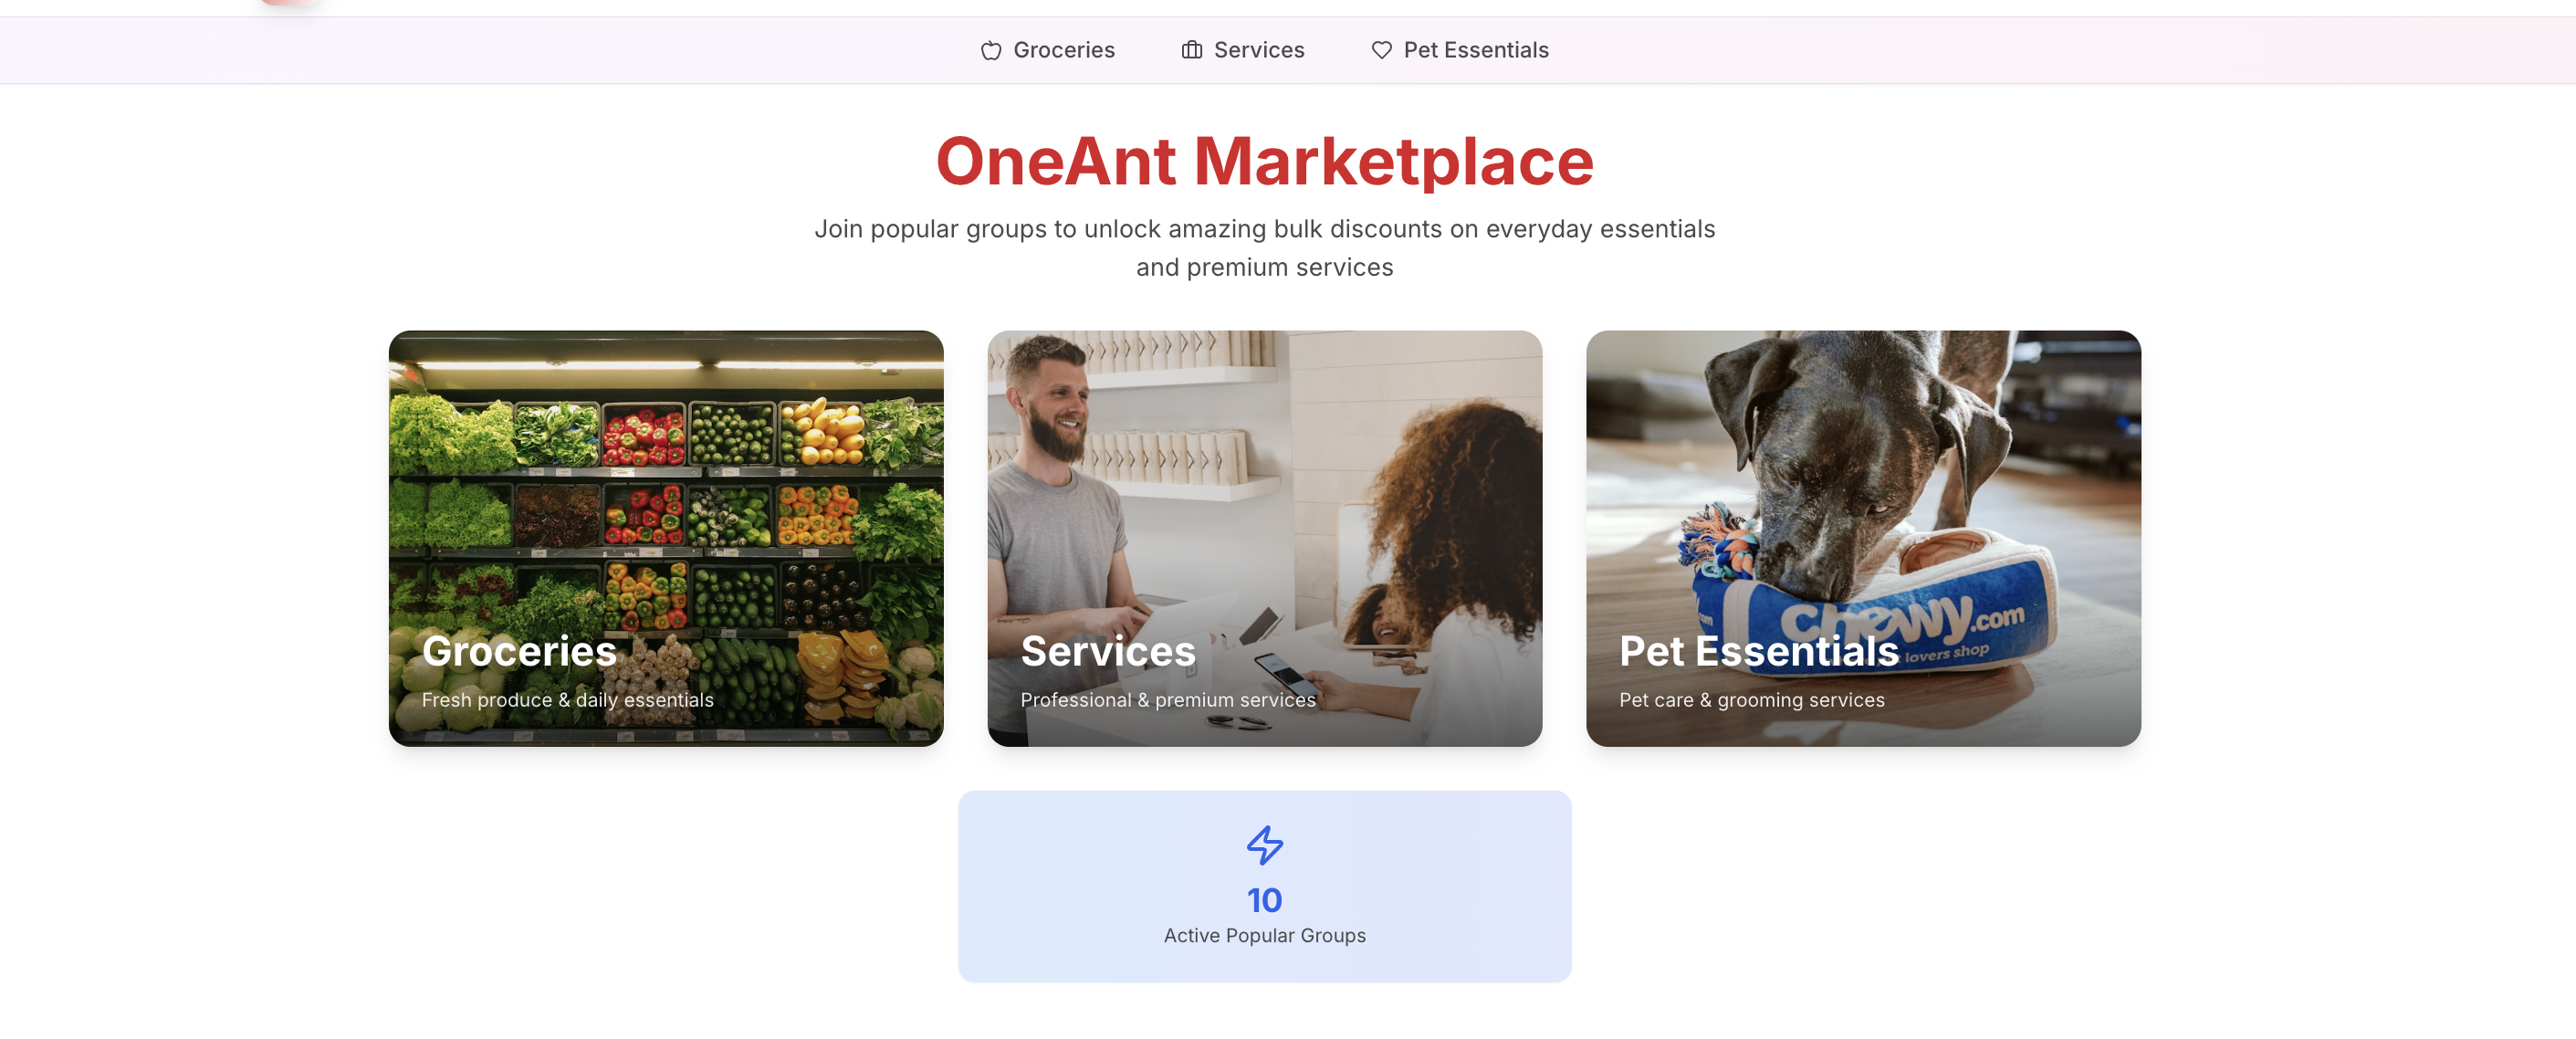 Groceries
Services
Pet Essentials
OneAnt Marketplace
Join popular groups to unlock amazing bulk discounts on everyday essentials
and premium services
Groceries
Fresh produce & daily essentials
Services
Professional & premium services
chewy.com
lovers shop
Pet Essentials
Pet care & grooming services
10
Active Popular Groups